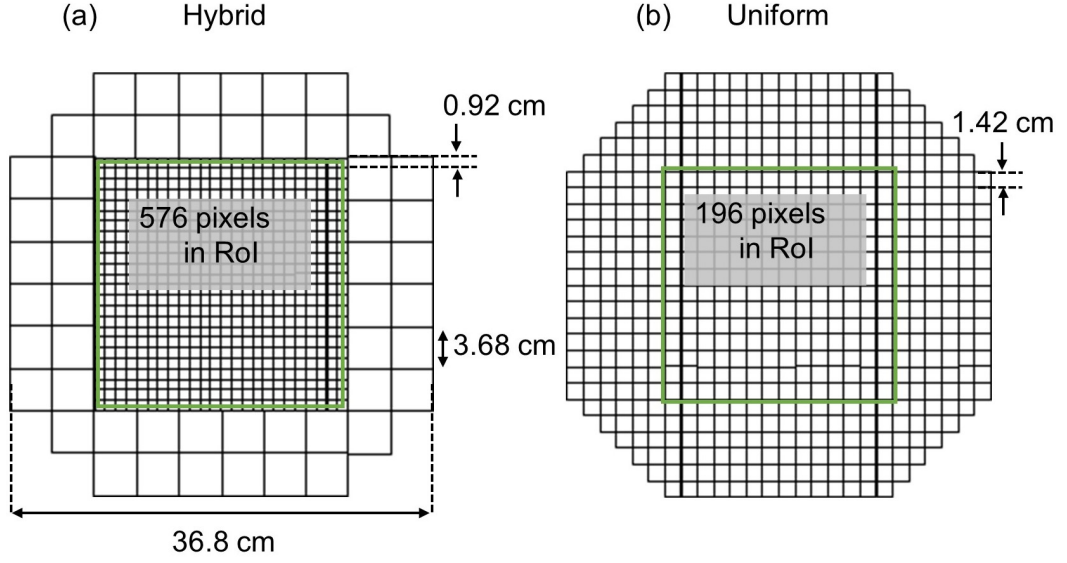 (a) Hybrid
(b) Uniform
0.92 cm
1.42 cm
576 pixels
in RoI
196 pixels
in RoI
3.68 cm
36.8 cm